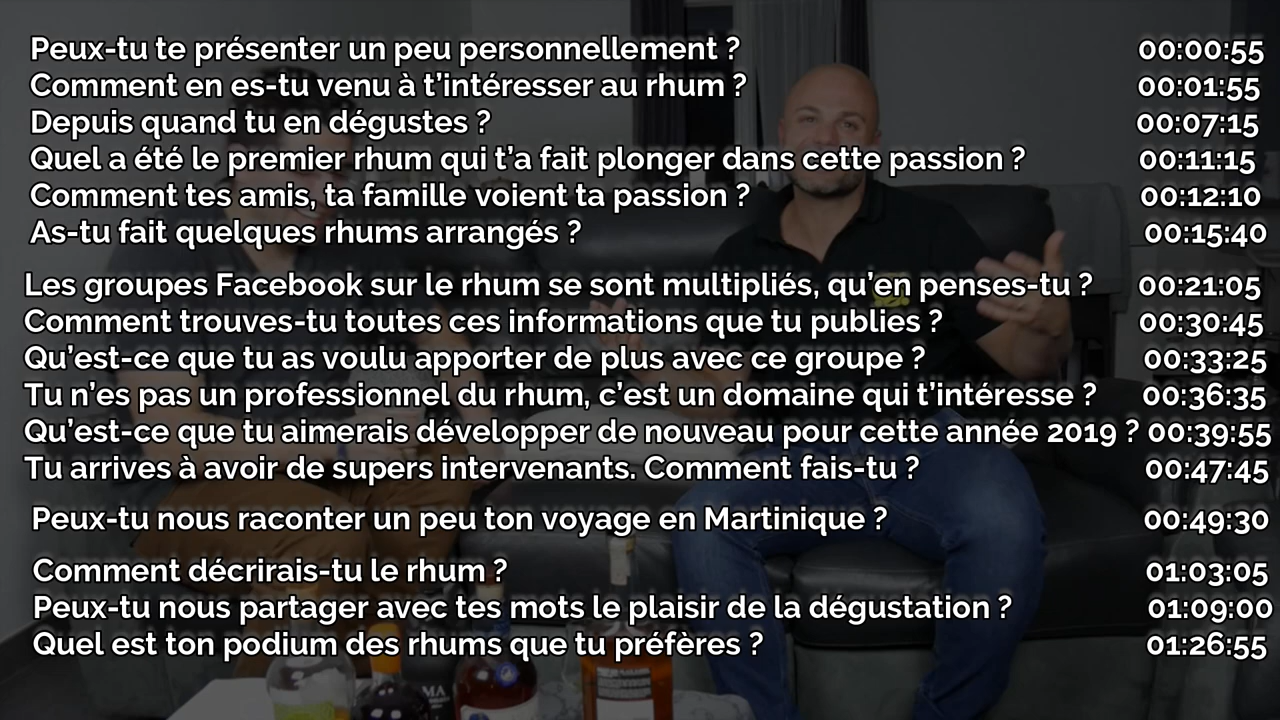 Peux-tu te présenter un peu personnellement ? 00:00:55
Comment en es-tu venu à t'intéresser au rhum ? 00:01:55
Depuis quand tu en dégustes ? 00:07:15
Quel a été le premier rhum qui t'a fait plonger dans cette passion ? 00:11:15
Comment tes amis, ta famille voient ta passion ? 00:12:10
As-tu fait quelques rhums arrangés ? 00:15:40
Les groupes Facebook sur le rhum se sont multipliés, qu'en penses-tu ? 00:21:05
Comment trouves-tu toutes ces informations que tu publies ? 00:30:45
Qu'est-ce que tu as voulu apporter de plus avec ce groupe ? 00:33:25
Tu n'es pas un professionnel du rhum, c'est un domaine qui t'intéresse ? 00:36:35
Qu'est-ce que tu aimerais développer de nouveau pour cette année 2019 ? 00:39:55
Tu arrives à avoir de supers intervenants. Comment fais-tu ? 00:47:45
Peux-tu nous raconter un peu ton voyage en Martinique ? 00:49:30
Comment décrirais-tu le rhum ? 01:03:05
Peux-tu nous partager avec tes mots le plaisir de la dégustation ? 01:09:00
Quel est ton podium des rhums que tu préfères ? 01:26:55